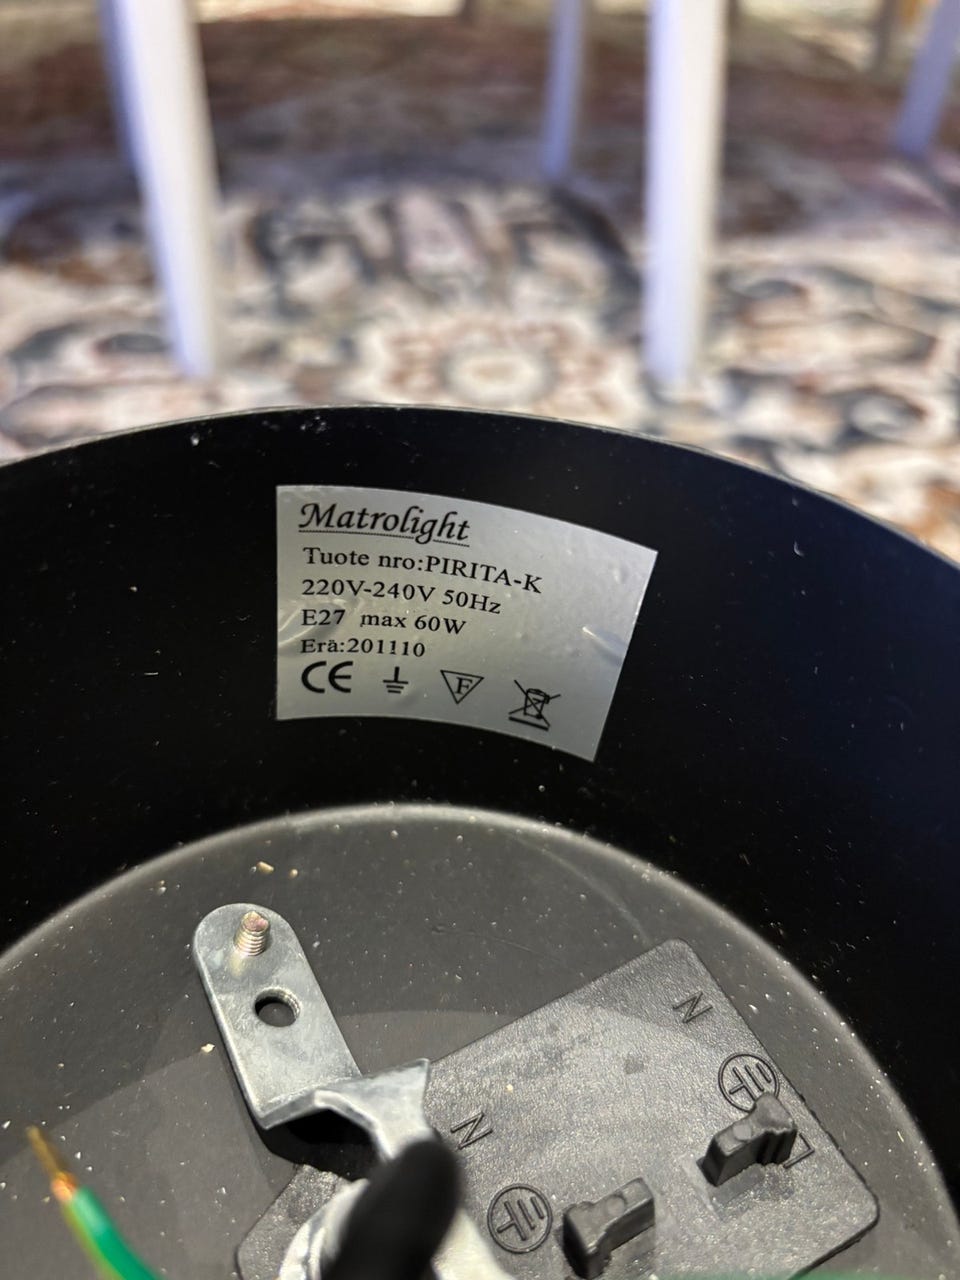 Matrolight
Tuote nro:PIRITA-K
220V-240V 50Hz
E27 max 60W
Erä:201110
CE F
N
N
L